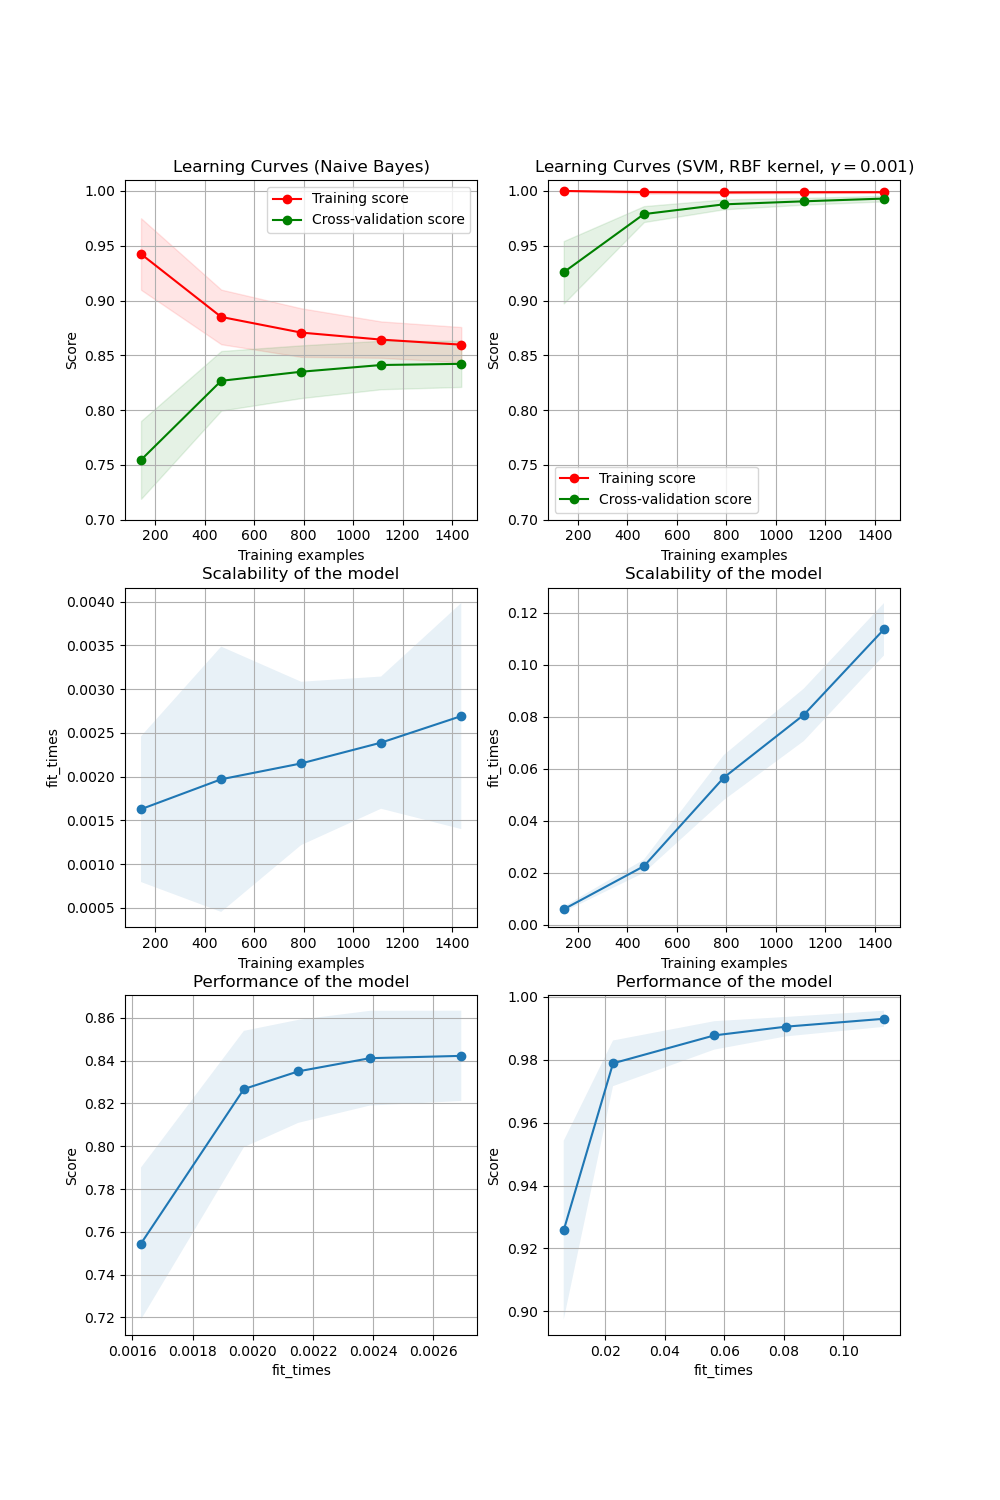 Learning Curves (Naive Bayes)
Score
1.00
0.95
0.90
0.85
0.80
0.75
0.70
Training score
Cross-validation score
200 400 600 800 1000 1200 1400
Training examples
Learning Curves (SVM, RBF kernel, γ = 0.001)
Score
1.00
0.95
0.90
0.85
0.80
0.75
0.70
Training score
Cross-validation score
200 400 600 800 1000 1200 1400
Training examples
Scalability of the model
fit_times
0.0040
0.0035
0.0030
0.0025
0.0020
0.0015
0.0010
0.0005
200 400 600 800 1000 1200 1400
Training examples
Scalability of the model
fit_times
0.12
0.10
0.08
0.06
0.04
0.02
0.00
200 400 600 800 1000 1200 1400
Training examples
Performance of the model
Score
0.86
0.84
0.82
0.80
0.78
0.76
0.74
0.72
0.0016 0.0018 0.0020 0.0022 0.0024 0.0026
fit_times
Performance of the model
Score
1.00
0.98
0.96
0.94
0.92
0.90
0.02 0.04 0.06 0.08 0.10
fit_times